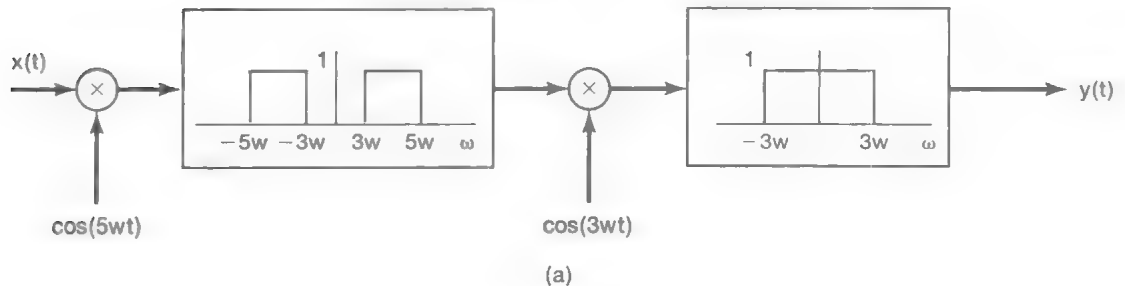 x(t)
×
cos(5wt)
1
−5w −3w 3w 5w ω
×
cos(3wt)
1
−3w 3w ω
y(t)
(a)